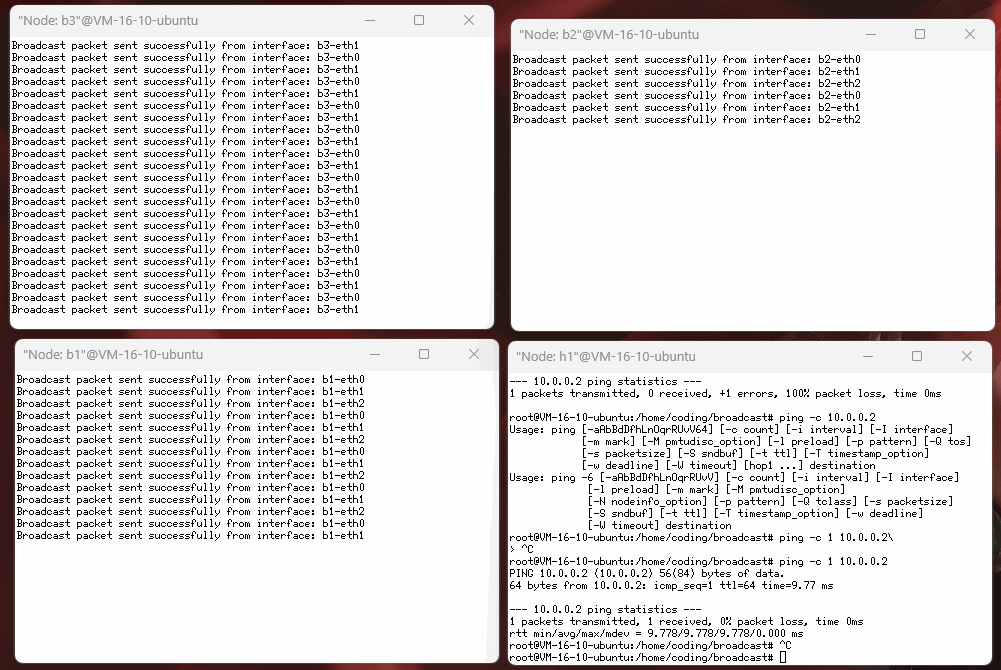 "Node: b3"@VM-16-10-ubuntu
Broadcast packet sent successfully from interface: b3-eth1
Broadcast packet sent successfully from interface: b3-eth0
Broadcast packet sent successfully from interface: b3-eth1
Broadcast packet sent successfully from interface: b3-eth0
Broadcast packet sent successfully from interface: b3-eth1
Broadcast packet sent successfully from interface: b3-eth0
Broadcast packet sent successfully from interface: b3-eth1
Broadcast packet sent successfully from interface: b3-eth0
Broadcast packet sent successfully from interface: b3-eth1
Broadcast packet sent successfully from interface: b3-eth0
Broadcast packet sent successfully from interface: b3-eth1
Broadcast packet sent successfully from interface: b3-eth0
Broadcast packet sent successfully from interface: b3-eth1
Broadcast packet sent successfully from interface: b3-eth0
Broadcast packet sent successfully from interface: b3-eth1
Broadcast packet sent successfully from interface: b3-eth0
Broadcast packet sent successfully from interface: b3-eth1
Broadcast packet sent successfully from interface: b3-eth0
Broadcast packet sent successfully from interface: b3-eth1
Broadcast packet sent successfully from interface: b3-eth0
Broadcast packet sent successfully from interface: b3-eth1
Broadcast packet sent successfully from interface: b3-eth0
Broadcast packet sent successfully from interface: b3-eth1
"Node: b2"@VM-16-10-ubuntu
Broadcast packet sent successfully from interface: b2-eth0
Broadcast packet sent successfully from interface: b2-eth1
Broadcast packet sent successfully from interface: b2-eth2
Broadcast packet sent successfully from interface: b2-eth0
Broadcast packet sent successfully from interface: b2-eth1
Broadcast packet sent successfully from interface: b2-eth2
"Node: b1"@VM-16-10-ubuntu
Broadcast packet sent successfully from interface: b1-eth0
Broadcast packet sent successfully from interface: b1-eth1
Broadcast packet sent successfully from interface: b1-eth2
Broadcast packet sent successfully from interface: b1-eth0
Broadcast packet sent successfully from interface: b1-eth1
Broadcast packet sent successfully from interface: b1-eth2
Broadcast packet sent successfully from interface: b1-eth0
Broadcast packet sent successfully from interface: b1-eth1
Broadcast packet sent successfully from interface: b1-eth2
Broadcast packet sent successfully from interface: b1-eth0
Broadcast packet sent successfully from interface: b1-eth1
Broadcast packet sent successfully from interface: b1-eth2
Broadcast packet sent successfully from interface: b1-eth0
Broadcast packet sent successfully from interface: b1-eth1
"Node: h1"@VM-16-10-ubuntu
--- 10.0.0.2 ping statistics ---
1 packets transmitted, 0 received, +1 errors, 100% packet loss, time 0ms
root@VM-16-10-ubuntu:/home/coding/broadcast# ping -c 10.0.0.2
Usage: ping [-aAbBdDfhLnOqrRUvV64] [-c count] [-i interval] [-I interface]
[-m mark] [-M pmtudisc_option] [-l preload] [-p pattern] [-Q tos]
[-s packetsize] [-S sndbuf] [-t ttl] [-T timestamp_option]
[-w deadline] [-W timeout] [hop1 ...] destination
Usage: ping -6 [-aAbBdDfhLnOqrRUvV] [-c count] [-i interval] [-I interface]
[-l preload] [-m mark] [-M pmtudisc_option]
[-N nodeinfo_option] [-p pattern] [-Q tclass] [-s packetsize]
[-S sndbuf] [-t ttl] [-T timestamp_option] [-w deadline]
[-W timeout] destination
root@VM-16-10-ubuntu:/home/coding/broadcast# ping -c 1 10.0.0.2\
> ^C
root@VM-16-10-ubuntu:/home/coding/broadcast# ping -c 1 10.0.0.2
PING 10.0.0.2 (10.0.0.2) 56(84) bytes of data.
64 bytes from 10.0.0.2: icmp_seq=1 ttl=64 time=9.77 ms
--- 10.0.0.2 ping statistics ---
1 packets transmitted, 1 received, 0% packet loss, time 0ms
rtt min/avg/max/mdev = 9.778/9.778/9.778/0.000 ms
root@VM-16-10-ubuntu:/home/coding/broadcast# ^C
root@VM-16-10-ubuntu:/home/coding/broadcast#